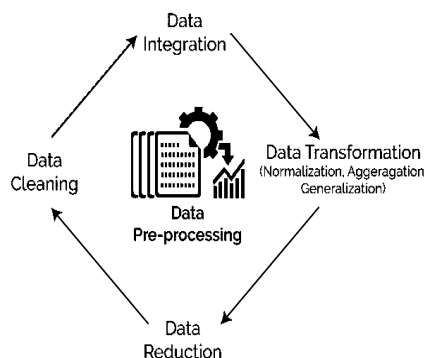 Data
Integration
Data Transformation
(Normalization, Aggeragation
Generalization)
Data
Cleaning
Data
Pre-processing
Data
Reduction